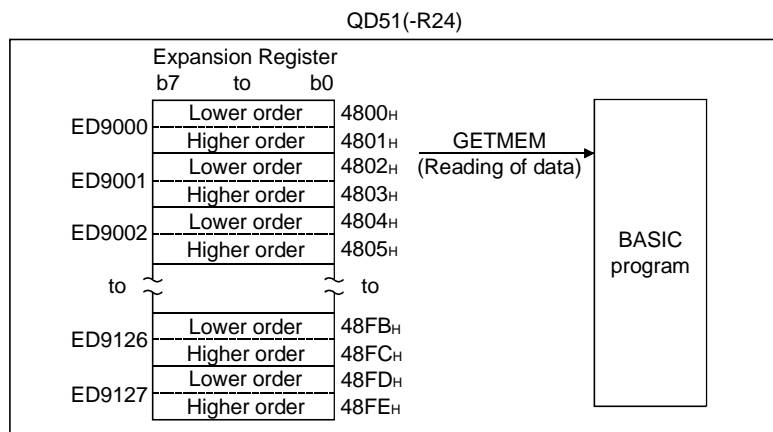 QD51(-R24)
Expansion Register
b7 to b0
ED9000 Lower order 4800H
Higher order 4801H
ED9001 Lower order 4802H
Higher order 4803H
ED9002 Lower order 4804H
Higher order 4805H
to to
ED9126 Lower order 48FBH
Higher order 48FCH
ED9127 Lower order 48FDH
Higher order 48FEH
GETMEM
(Reading of data)
BASIC
program